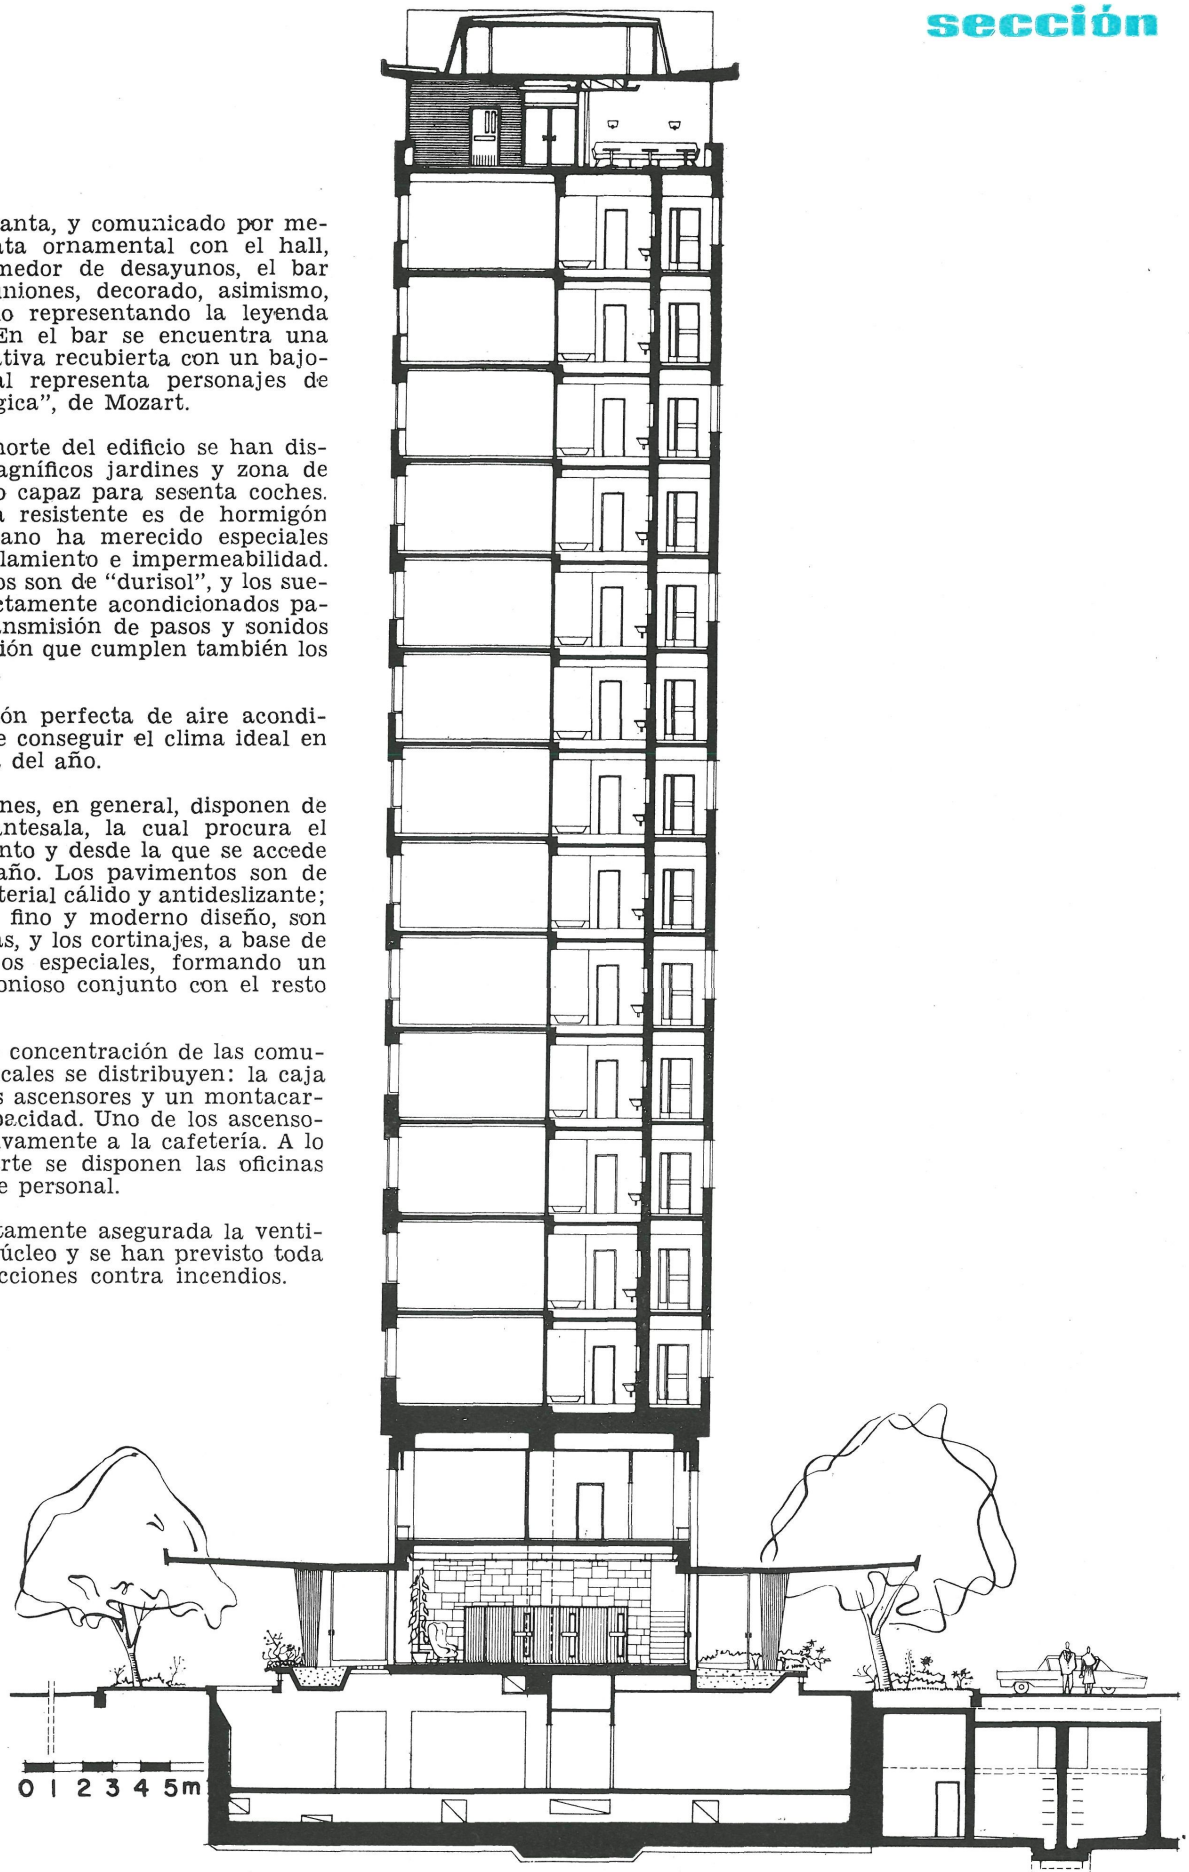 sección
anta, y comunicado por me-
ata ornamental con el hall,
medor de desayunos, el bar
uniones, decorado, asimismo,
o representando la leyenda
En el bar se encuentra una
ativa recubierta con un bajo-
al representa personajes de
gica”, de Mozart.
norte del edificio se han dis-
agníficos jardines y zona de
o capaz para sesenta coches.
a resistente es de hormigón
ano ha merecido especiales
lamiento e impermeabilidad.
os son de “durisol”, y los sue-
ctamente acondicionados pa-
ansmisión de pasos y sonidos
ión que cumplen también los
ón perfecta de aire acondi-
e conseguir el clima ideal en
del año.
nes, en general, disponen de
antesala, la cual procura el
nto y desde la que se accede
año. Los pavimentos son de
terial cálido y antideslizante;
fino y moderno diseño, son
as, y los cortinajes, a base de
os especiales, formando un
onioso conjunto con el resto
concentración de las comu-
cales se distribuyen: la caja
s ascensores y un montacar-
pacidad. Uno de los ascenso-
ivamente a la cafetería. A lo
rte se disponen las oficinas
e personal.
tamente asegurada la venti-
úcleo y se han previsto toda
cciones contra incendios.
0 1 2 3 4 5m